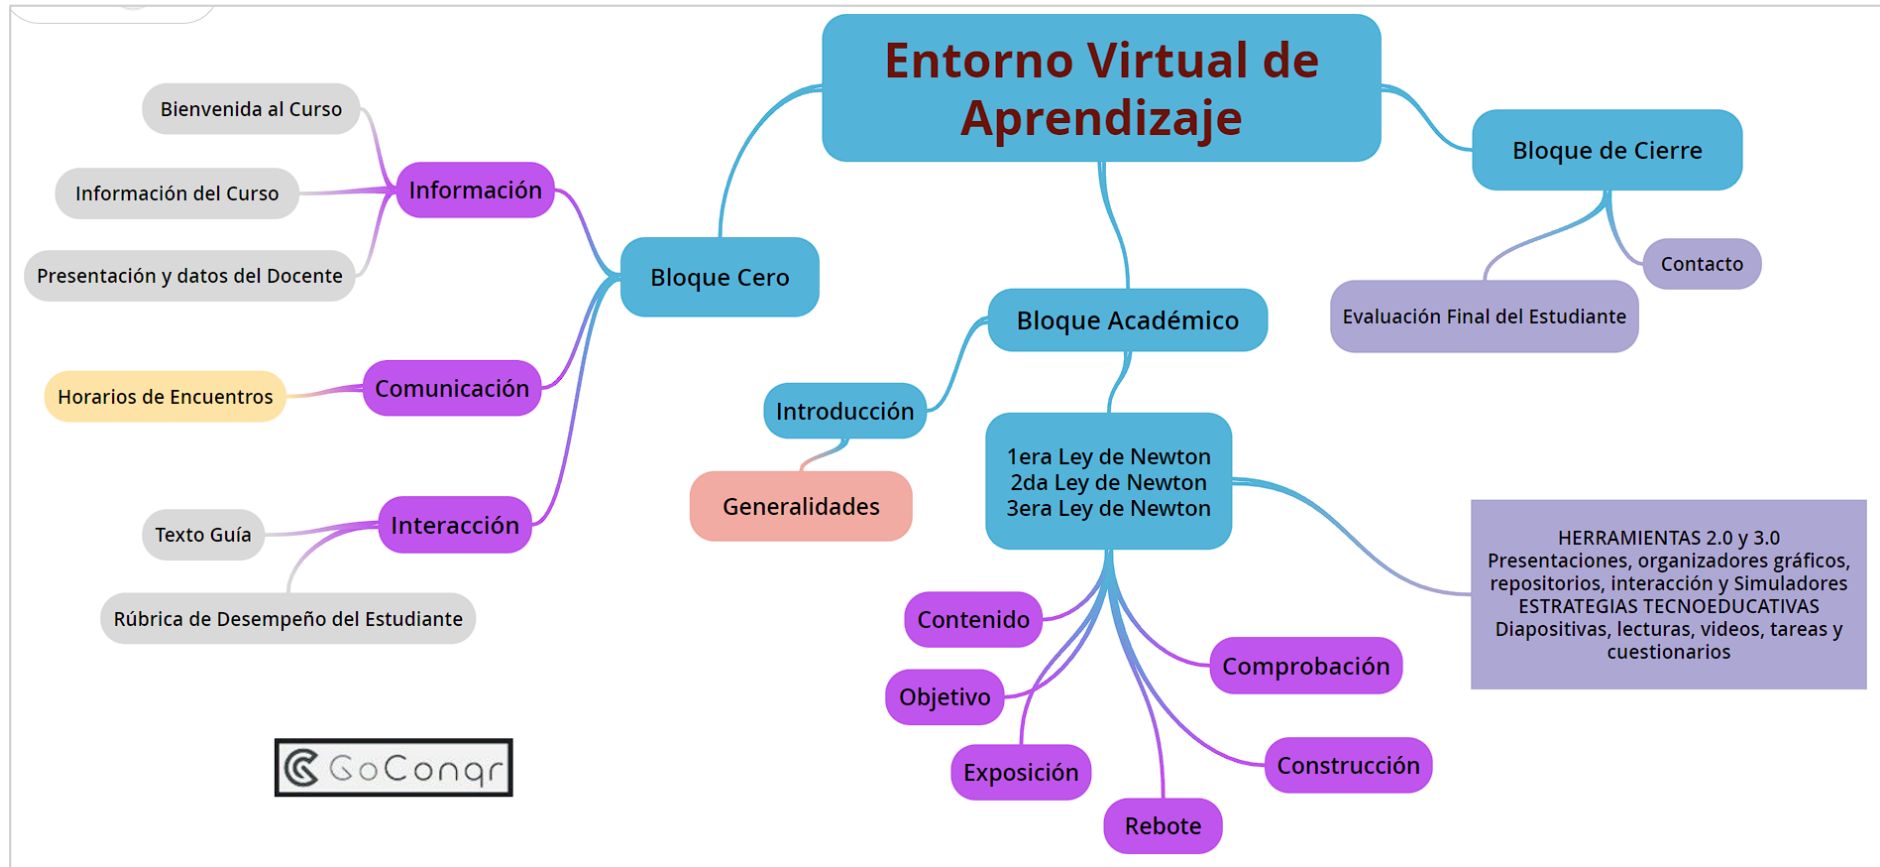 Entorno Virtual de
Aprendizaje
Bloque Cero
Información
Bienvenida al Curso
Información del Curso
Presentación y datos del Docente
Comunicación
Horarios de Encuentros
Interacción
Texto Guía
Rúbrica de Desempeño del Estudiante
Bloque Académico
Introducción
Generalidades
1era Ley de Newton
2da Ley de Newton
3era Ley de Newton
Contenido
Objetivo
Exposición
Rebote
Construcción
Comprobación
HERRAMIENTAS 2.0 y 3.0
Presentaciones, organizadores gráficos,
repositorios, interacción y Simuladores
ESTRATEGIAS TECNOEDUCATIVAS
Diapositivas, lecturas, videos, tareas y
cuestionarios
Bloque de Cierre
Evaluación Final del Estudiante
Contacto
GoConqr